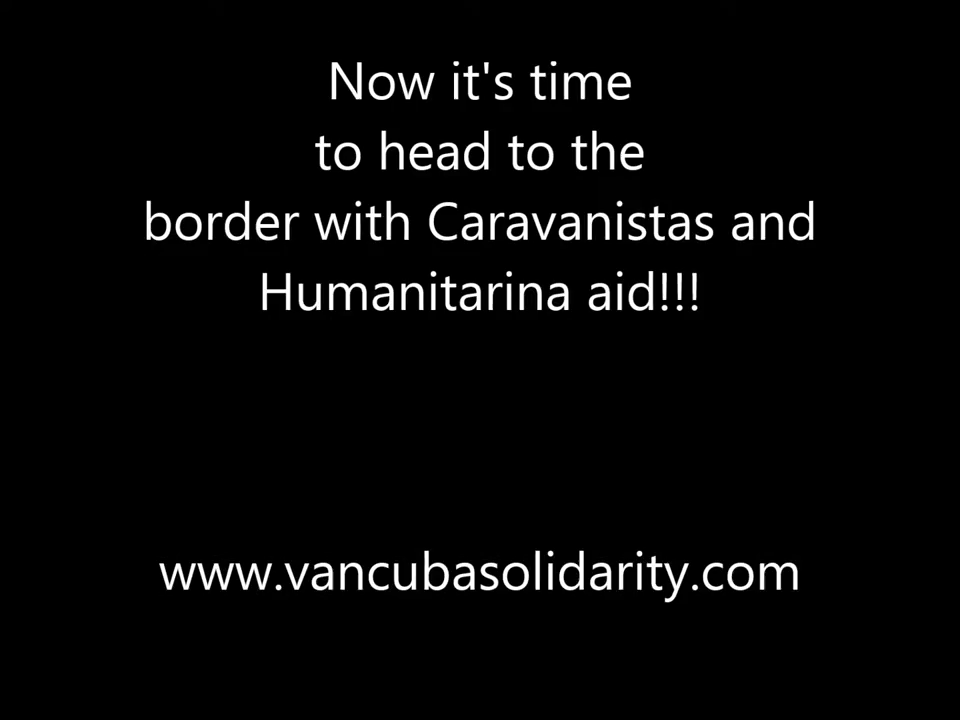 Now it's time
to head to the
border with Caravanistas and
Humanitarina aid!!!
www.vancubasolidarity.com